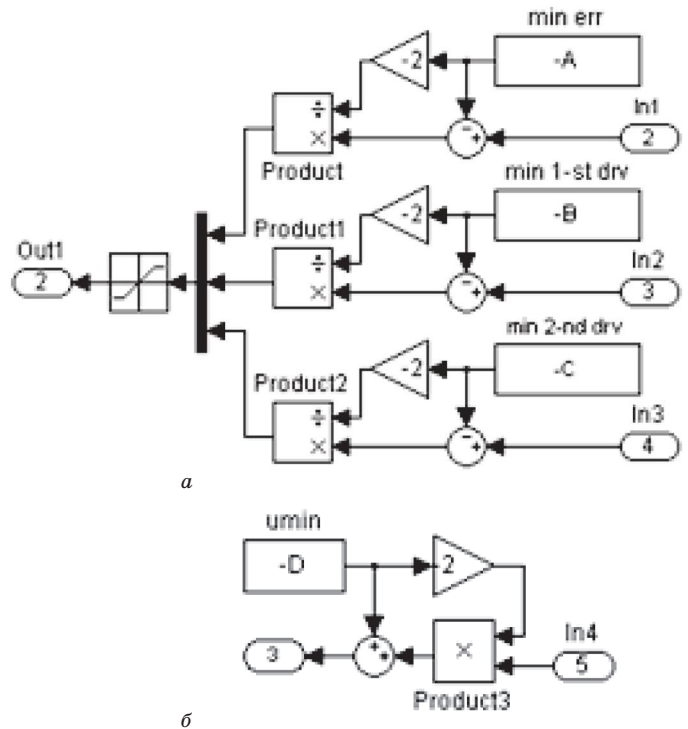 min err
-A
-2
In1
2
÷
×
-
+
Product
min 1-st drv
-B
-2
Product1
In2
3
÷
×
-
+
Out1
2
min 2-nd drv
-C
-2
Product2
In3
4
÷
×
-
+
а
umin
-D
2
In4
5
×
+
+
3
Product3
б